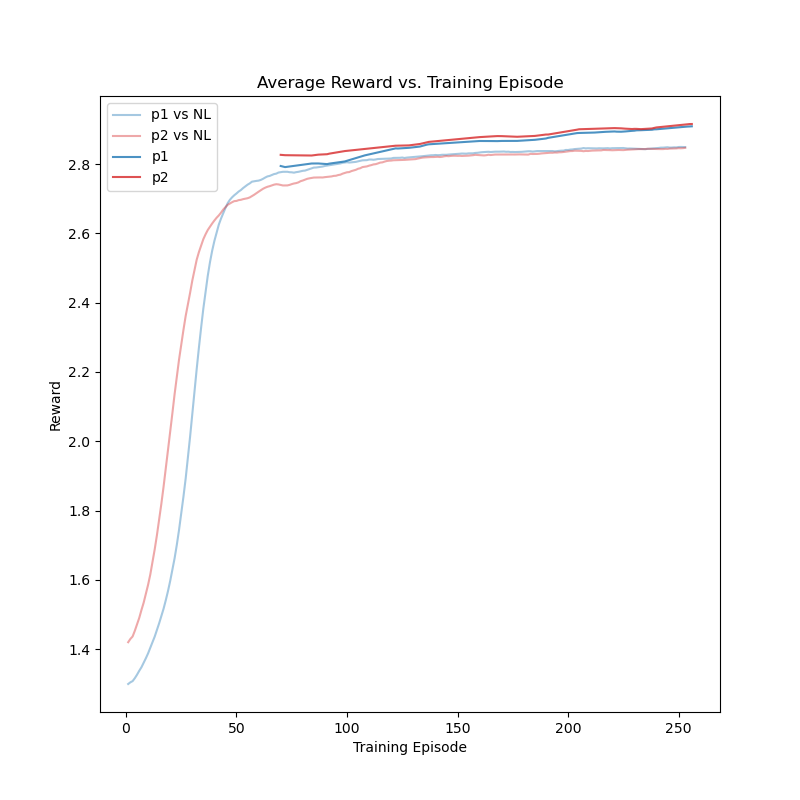 Average Reward vs. Training Episode
p1 vs NL
p2 vs NL
p1
p2
2.8
2.6
2.4
2.2
2.0
1.8
1.6
1.4
Reward
0 50 100 150 200 250
Training Episode